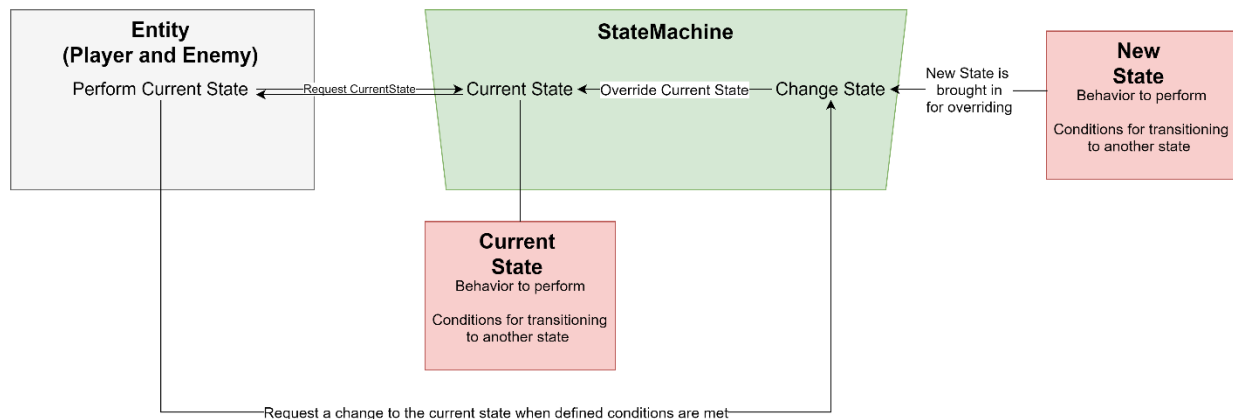 Entity
(Player and Enemy)
Perform Current State
Request CurrentState
StateMachine
Current State
Override Current State
Change State
New State is
brought in
for overriding
New
State
Behavior to perform
Conditions for transitioning
to another state
Current
State
Behavior to perform
Conditions for transitioning
to another state
Request a change to the current state when defined conditions are met